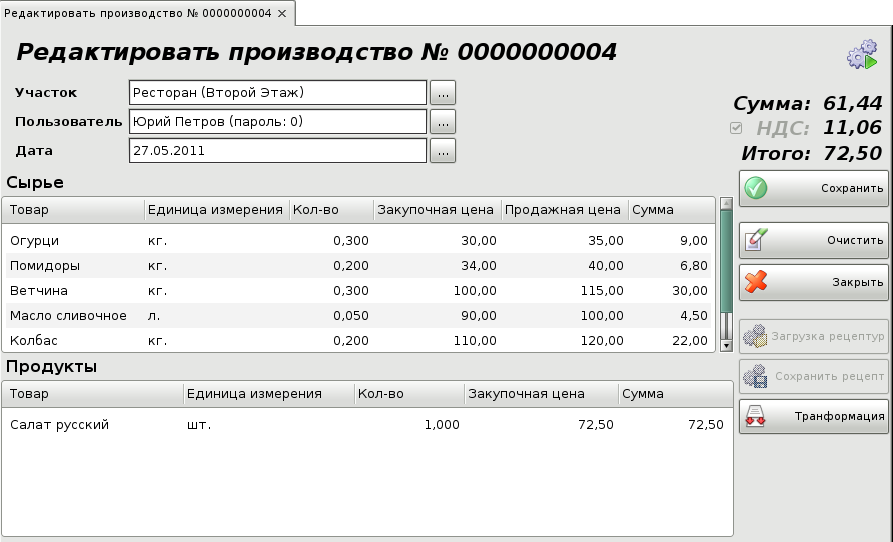 Редактировать производство № 0000000004 ×
Редактировать производство № 0000000004
Участок Ресторан (Второй Этаж) ...
Пользователь Юрий Петров (пароль: 0) ...
Дата 27.05.2011 ...
Сумма: 61,44
НДС: 11,06
Итого: 72,50
Сырье
Товар Единица измерения Кол-во Закупочная цена Продажная цена Сумма
Огурци кг. 0,300 30,00 35,00 9,00
Помидоры кг. 0,200 34,00 40,00 6,80
Ветчина кг. 0,300 100,00 115,00 30,00
Масло сливочное л. 0,050 90,00 100,00 4,50
Колбас кг. 0,200 110,00 120,00 22,00
Продукты
Товар Единица измерения Кол-во Закупочная цена Сумма
Салат русский шт. 1,000 72,50 72,50
Сохранить
Очистить
Закрыть
Загрузка рецептур
Сохранить рецепт
Транформация